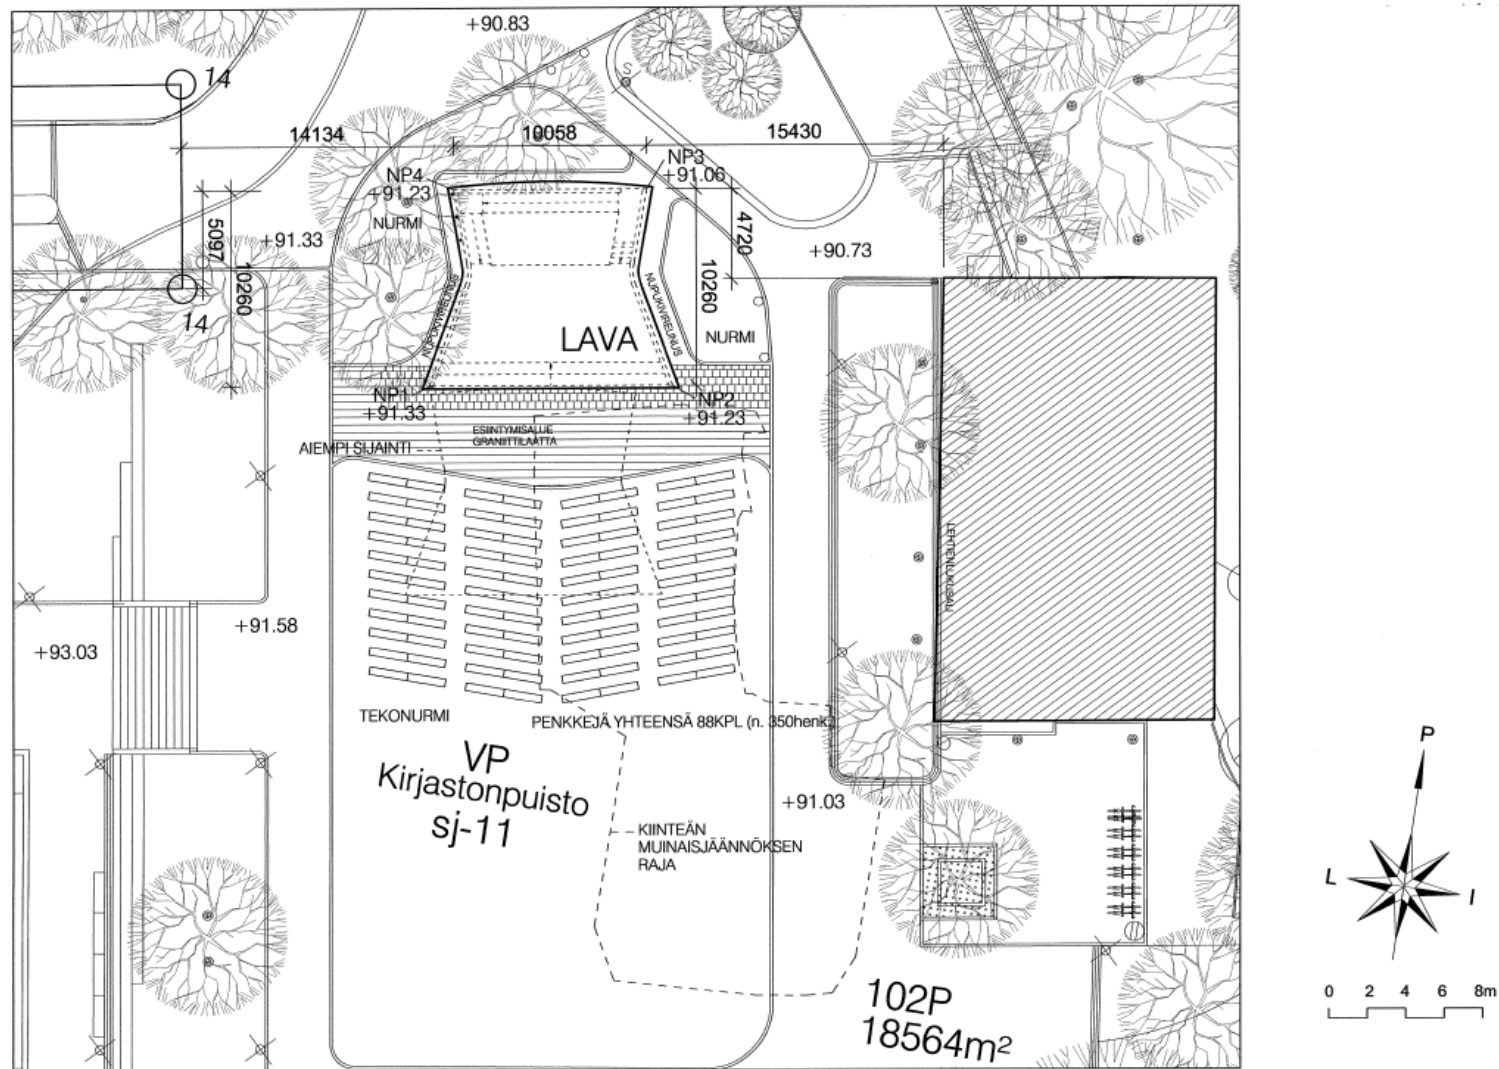 +90.83
14
14134
10058
15430
NP3
+91.06
NP4
+91.23
NURMI
5097
10260
+91.33
4720
10260
+90.73
14
NUPUKIVIREUNUS
NUPUKIVIREUNUS
LAVA
NURMI
NP1
+91.33
NP2
+91.23
ESIINTYMISALUE
GRANIITTILAATTA
AIEMPI SIJAINTI
LEHTIENLUKUSALI
+91.58
+93.03
TEKONURMI
PENKKEJÄ YHTEENSÄ 88KPL (n. 350henk.)
VP
Kirjastonpuisto
sj-11
+91.03
KIINTEÄN
MUINAISJÄÄNNÖKSEN
RAJA
102P
18564m²
P
L
I
0 2 4 6 8m
S